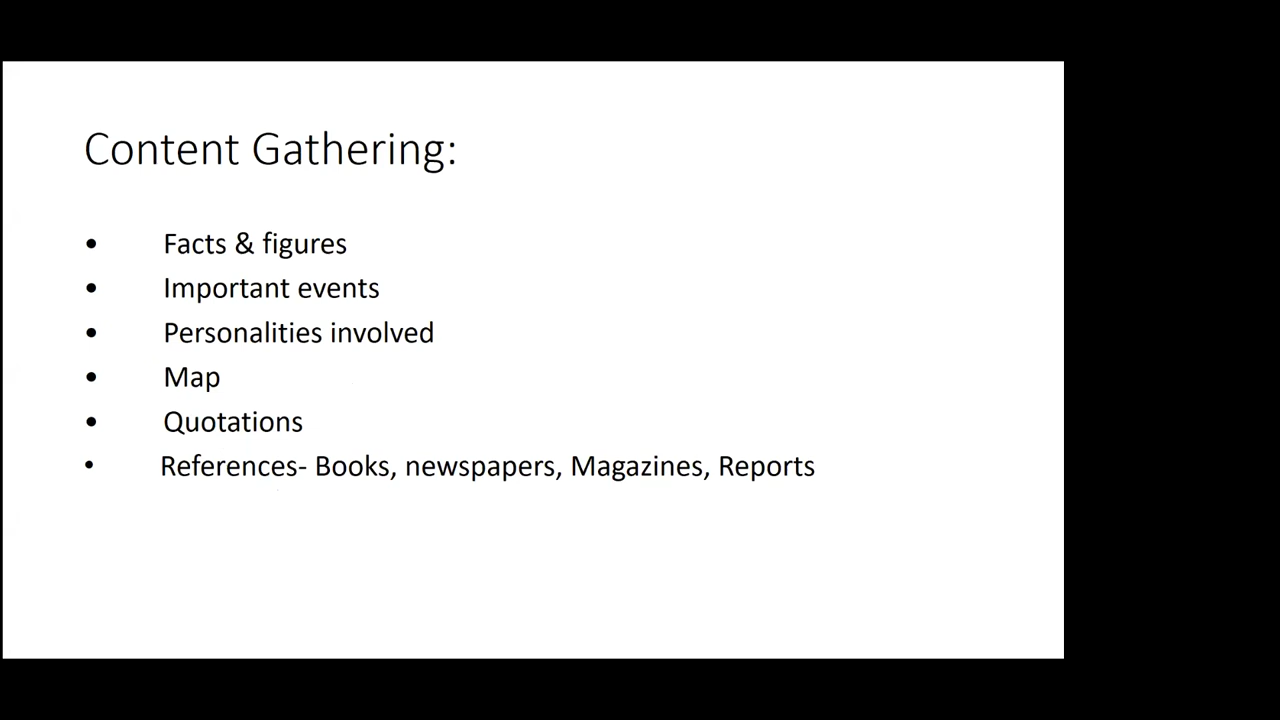 Content Gathering:
• Facts & figures
• Important events
• Personalities involved
• Map
• Quotations
• References- Books, newspapers, Magazines, Reports